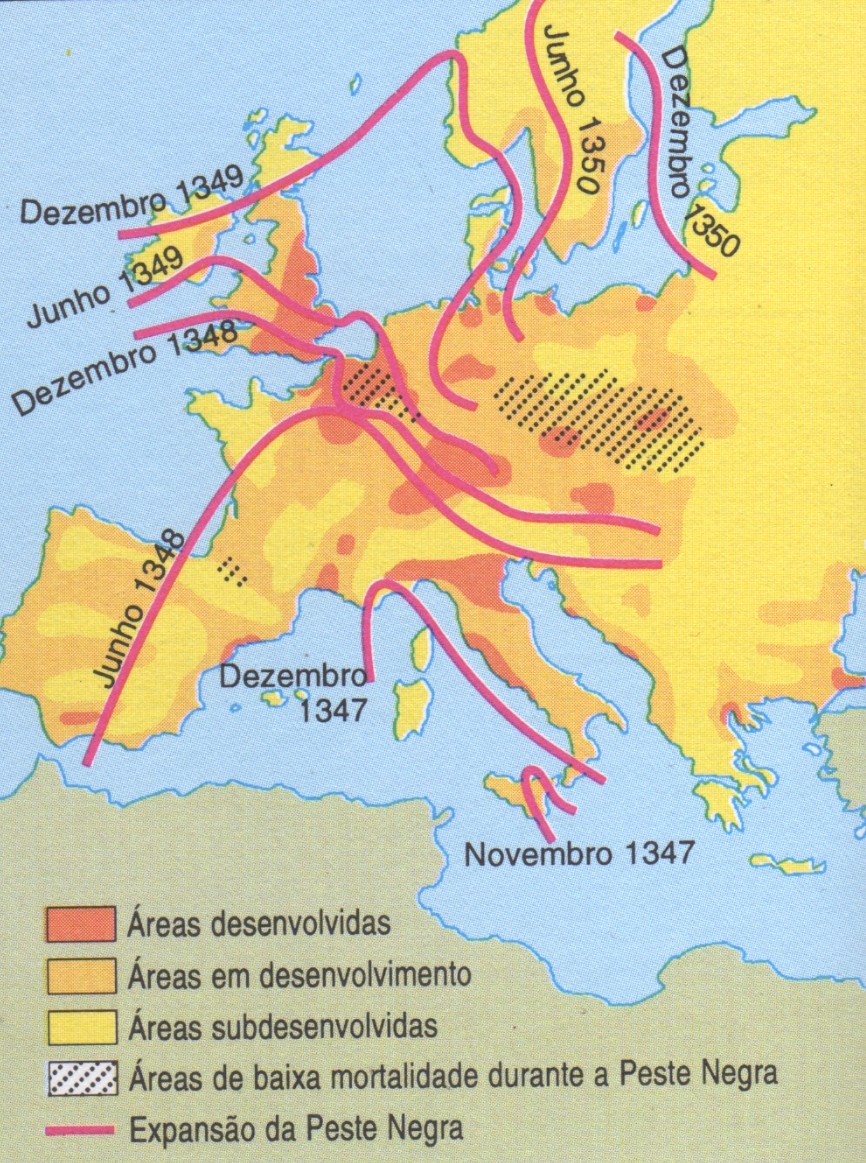 Junho 1350
Dezembro 1350
Dezembro 1349
Junho 1349
Dezembro 1348
Junho 1348
Dezembro
1347
Novembro 1347
Áreas desenvolvidas
Áreas em desenvolvimento
Áreas subdesenvolvidas
Áreas de baixa mortalidade durante a Peste Negra
Expansão da Peste Negra